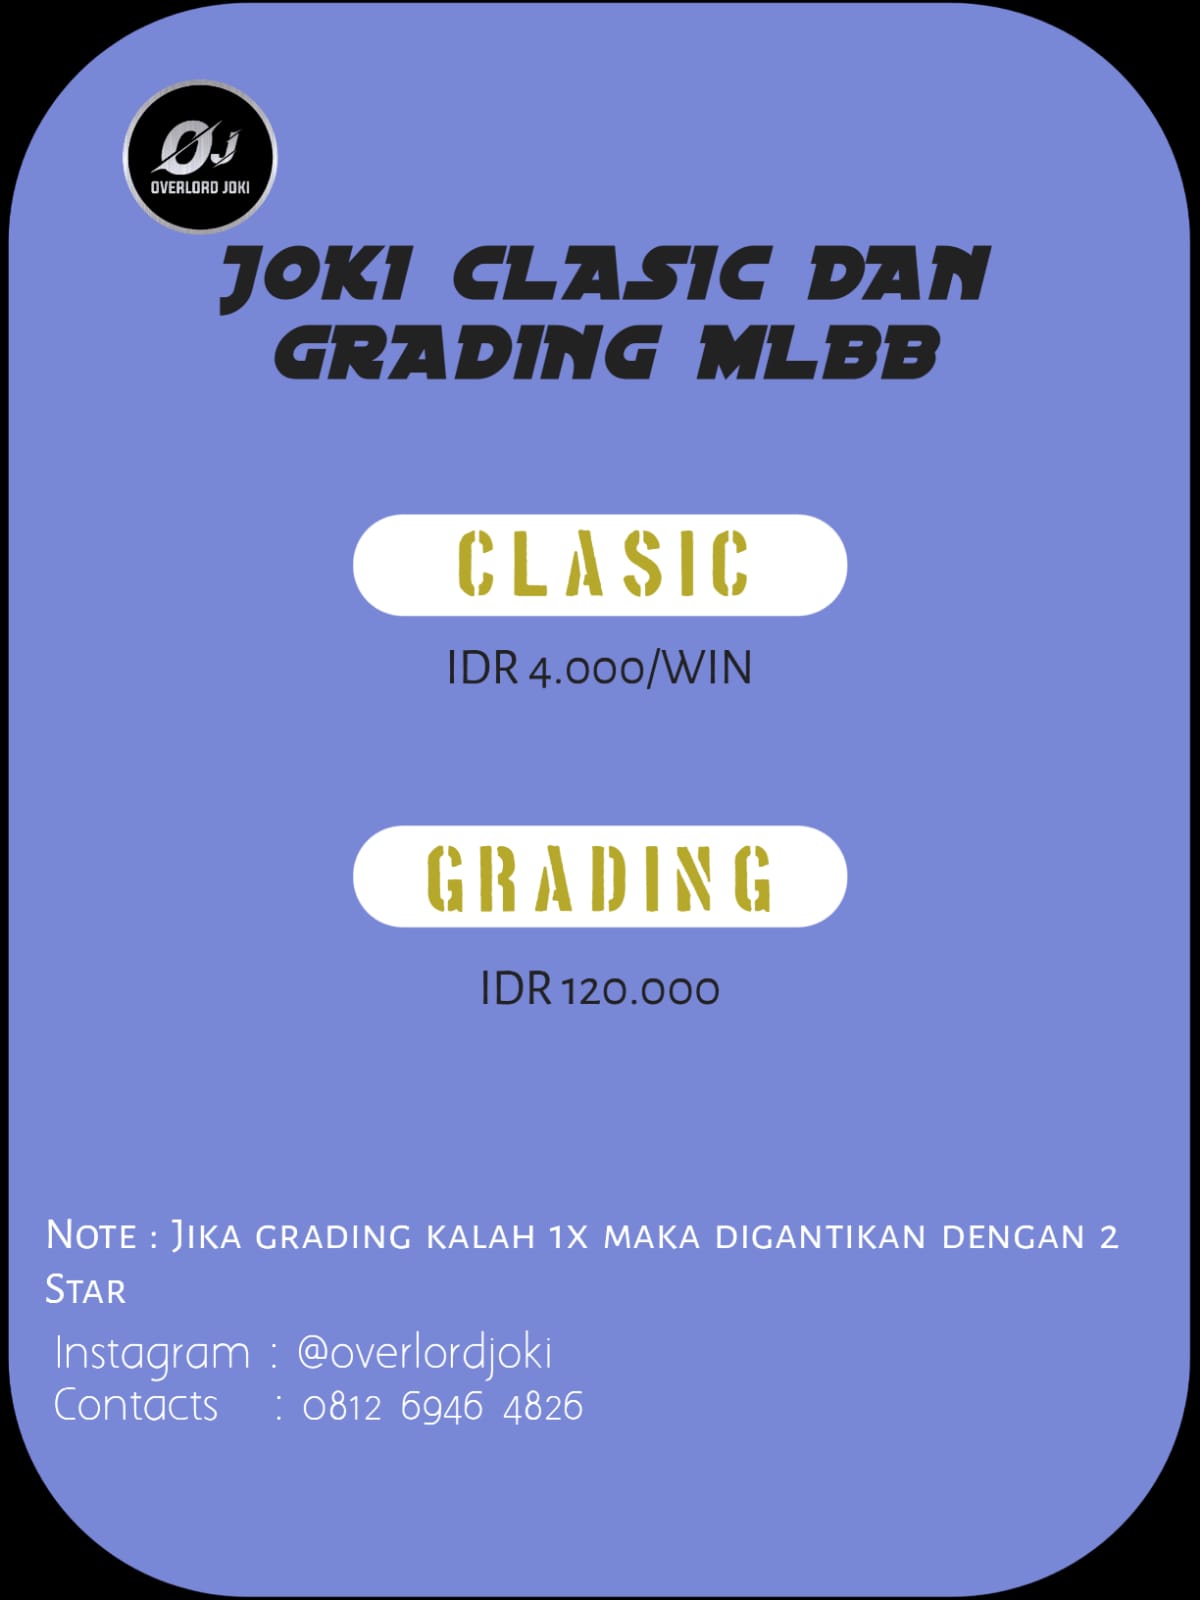 OJ
OVERLORD JOKI
JOKI CLASIC DAN
GRADING MLBB
CLASIC
IDR 4.000/WIN
GRADING
IDR 120.000
Note : Jika grading kalah 1x maka digantikan dengan 2
Star
Instagram : @overlordjoki
Contacts : 0812 6946 4826